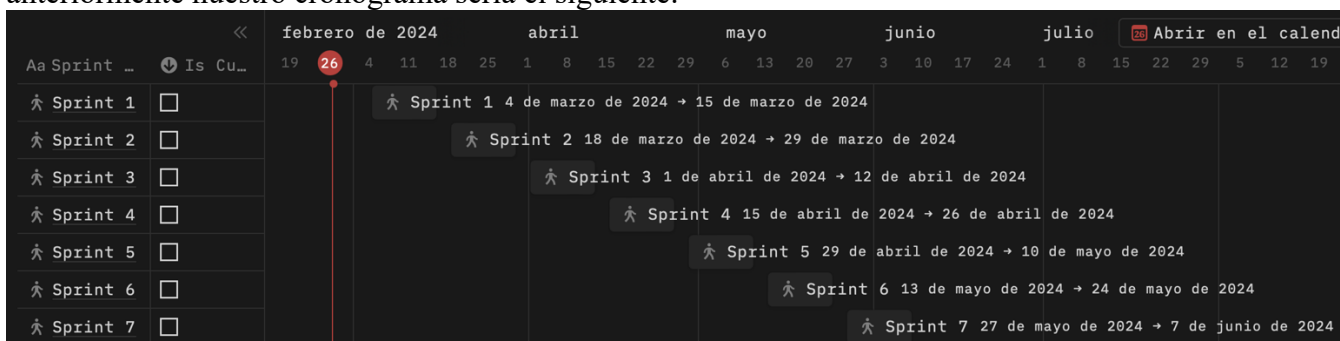 anteriormente nuestro cronograma sería el siguiente:
febrero de 2024 abril mayo junio julio 26 Abrir en el calend
Aa Sprint … Is Cu… 19 26 4 11 18 25 1 8 15 22 29 6 13 20 27 3 10 17 24 1 8 15 22 29 5 12 19
Sprint 1 Sprint 1 4 de marzo de 2024 → 15 de marzo de 2024
Sprint 2 Sprint 2 18 de marzo de 2024 → 29 de marzo de 2024
Sprint 3 Sprint 3 1 de abril de 2024 → 12 de abril de 2024
Sprint 4 Sprint 4 15 de abril de 2024 → 26 de abril de 2024
Sprint 5 Sprint 5 29 de abril de 2024 → 10 de mayo de 2024
Sprint 6 Sprint 6 13 de mayo de 2024 → 24 de mayo de 2024
Sprint 7 Sprint 7 27 de mayo de 2024 → 7 de junio de 2024